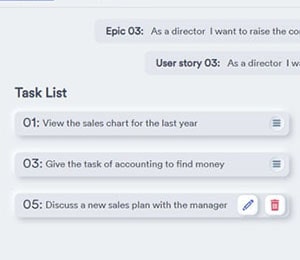 Epic 03: As a director I want to raise the
User story 03: As a director I
Task List
01: View the sales chart for the last year
03: Give the task of accounting to find money
05: Discuss a new sales plan with the manager